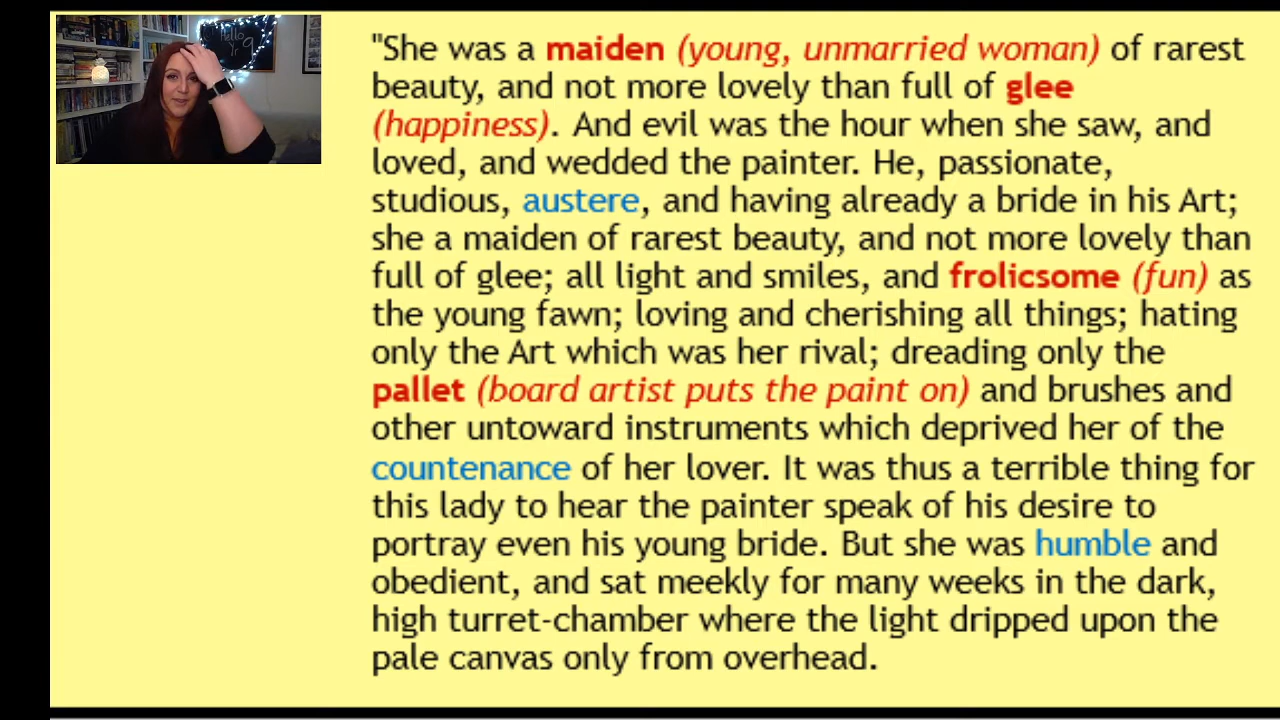 Hello
Yr 9
"She was a maiden (young, unmarried woman) of rarest
beauty, and not more lovely than full of glee
(happiness). And evil was the hour when she saw, and
loved, and wedded the painter. He, passionate,
studious, austere, and having already a bride in his Art;
she a maiden of rarest beauty, and not more lovely than
full of glee; all light and smiles, and frolicsome (fun) as
the young fawn; loving and cherishing all things; hating
only the Art which was her rival; dreading only the
pallet (board artist puts the paint on) and brushes and
other untoward instruments which deprived her of the
countenance of her lover. It was thus a terrible thing for
this lady to hear the painter speak of his desire to
portray even his young bride. But she was humble and
obedient, and sat meekly for many weeks in the dark,
high turret-chamber where the light dripped upon the
pale canvas only from overhead.